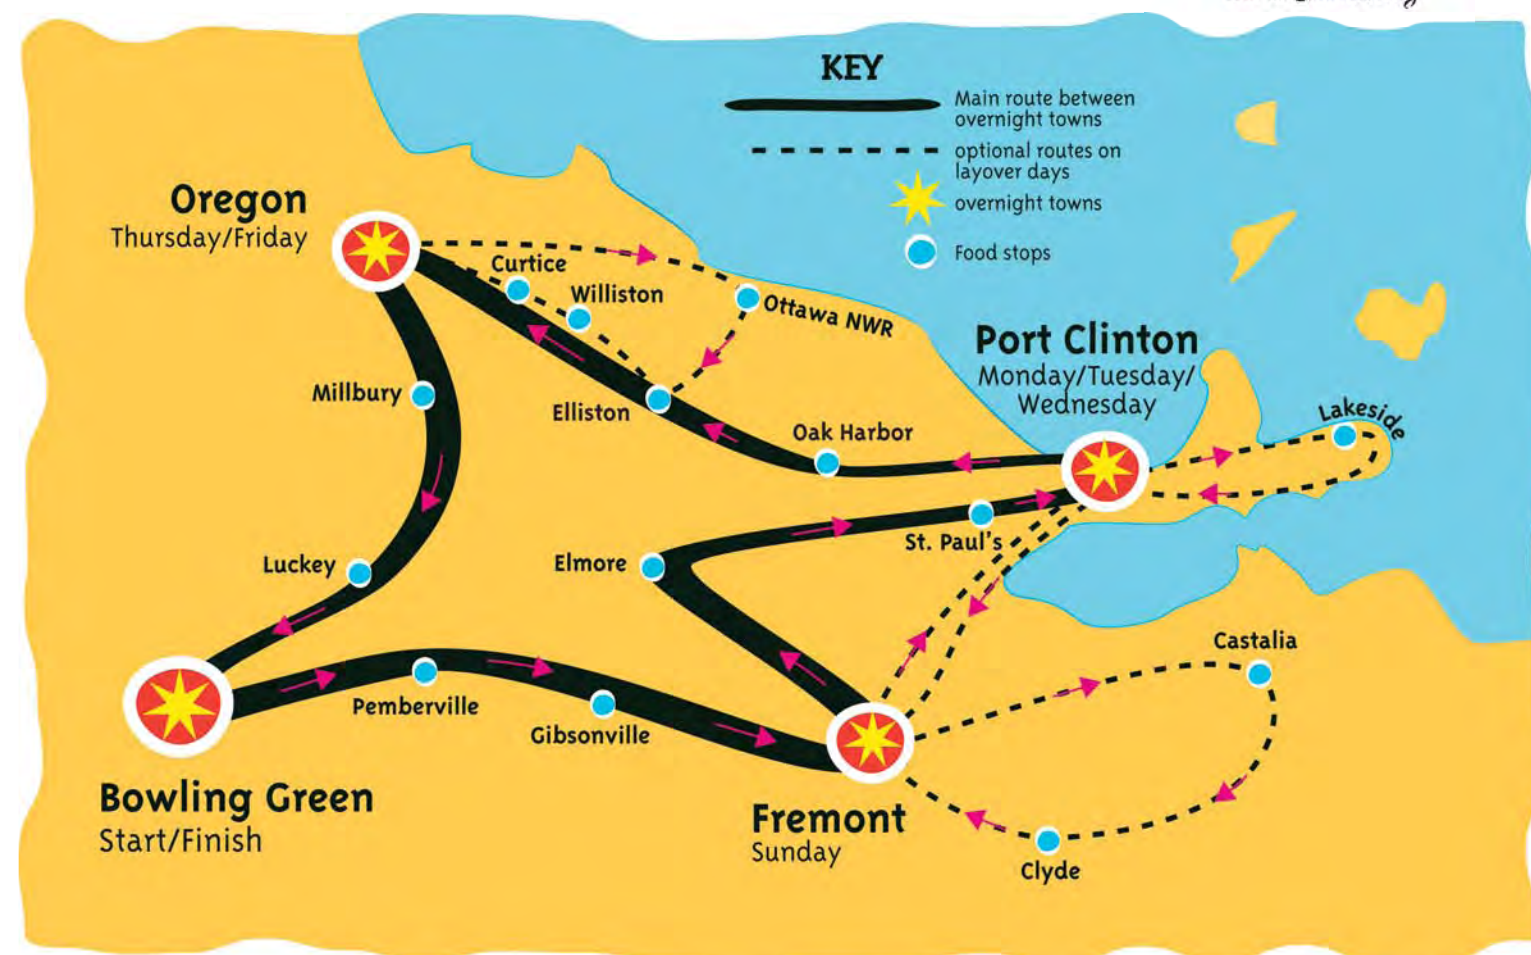 KEY
Main route between
overnight towns
optional routes on
layover days
overnight towns
Food stops
Oregon
Thursday/Friday
Curtice
Williston
Ottawa NWR
Port Clinton
Monday/Tuesday/
Wednesday
Millbury
Elliston
Oak Harbor
Lakeside
Luckey
Elmore
St. Paul's
Castalia
Pemberville
Gibsonville
Bowling Green
Start/Finish
Fremont
Sunday
Clyde